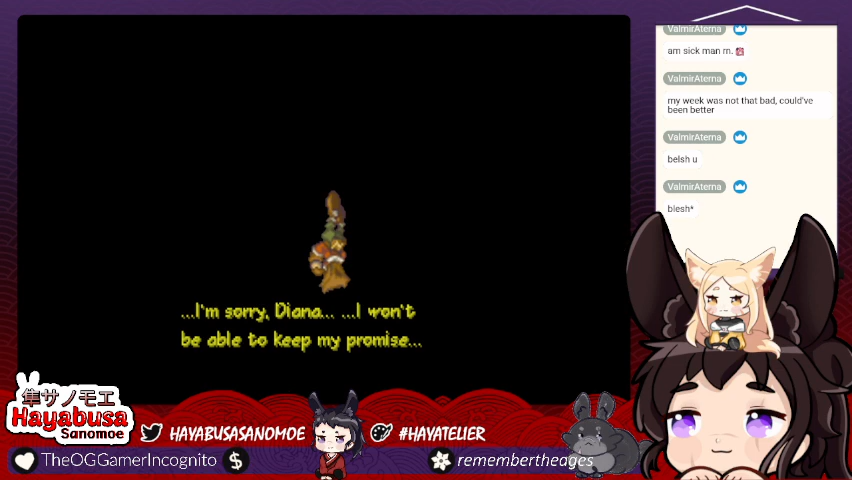 ValmirAterna
am sick man rn.
ValmirAterna
my week was not that bad, could've
been better
ValmirAterna
belsh u
ValmirAterna
blesh*
...I'm sorry, Diana... ...I won't
be able to keep my promise...
隼サノモエ
Hayabusa
Sanomoe
HAYABUSASANOMOE
#HAYATELIER
TheOGGamerIncognito
$
remembertheages